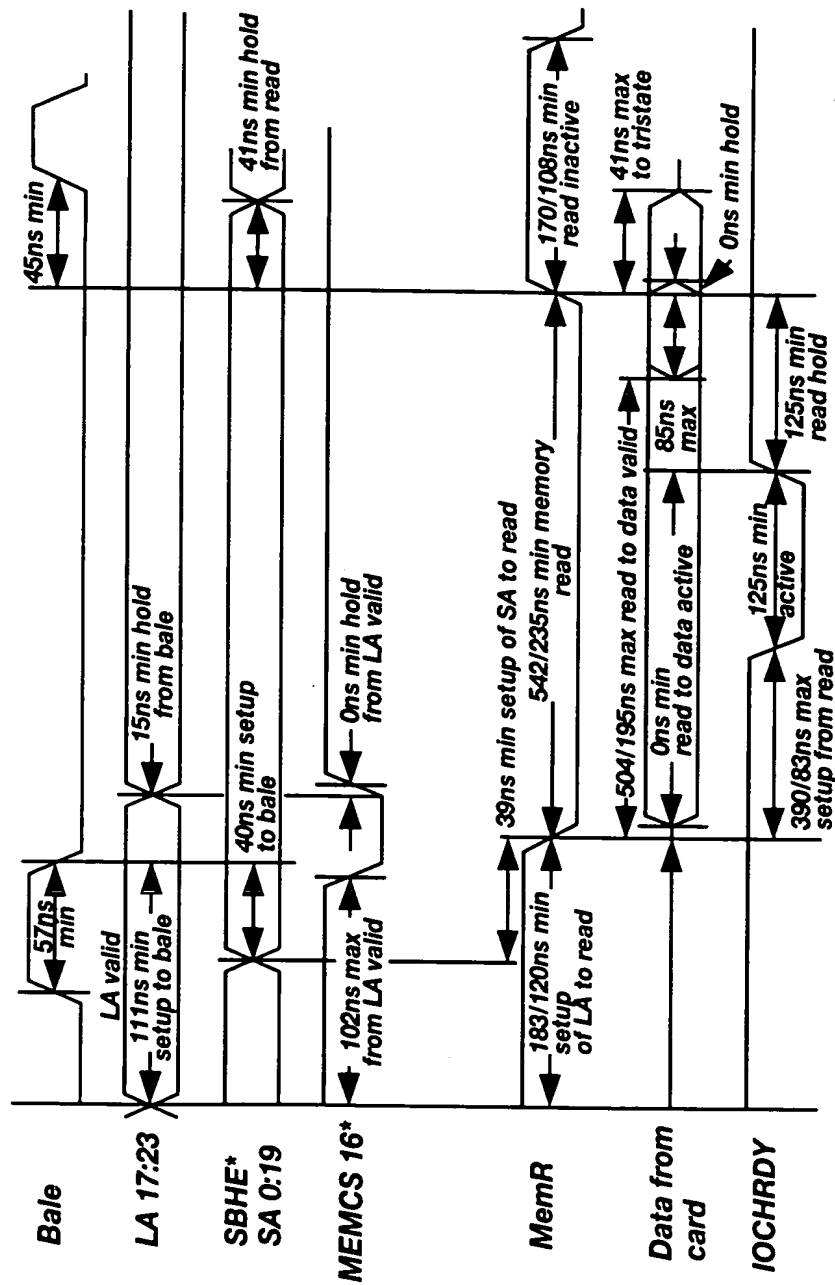 Bale
57ns
min
45ns min
LA 17:23
LA valid
111ns min
setup to bale
15ns min hold
from bale
SBHE*
SA 0:19
40ns min setup
to bale
41ns min hold
from read
MEMCS 16*
102ns max
from LA valid
0ns min hold
from LA valid
MemR
183/120ns min
setup
of LA to read
39ns min setup of SA to read
542/235ns min memory
read
170/108ns min
read inactive
Data from
card
504/195ns max read to data valid
0ns min
read to data active
85ns
max
41ns max
to tristate
0ns min hold
IOCHRDY
390/83ns max
setup from read
125ns min
active
125ns min
read hold